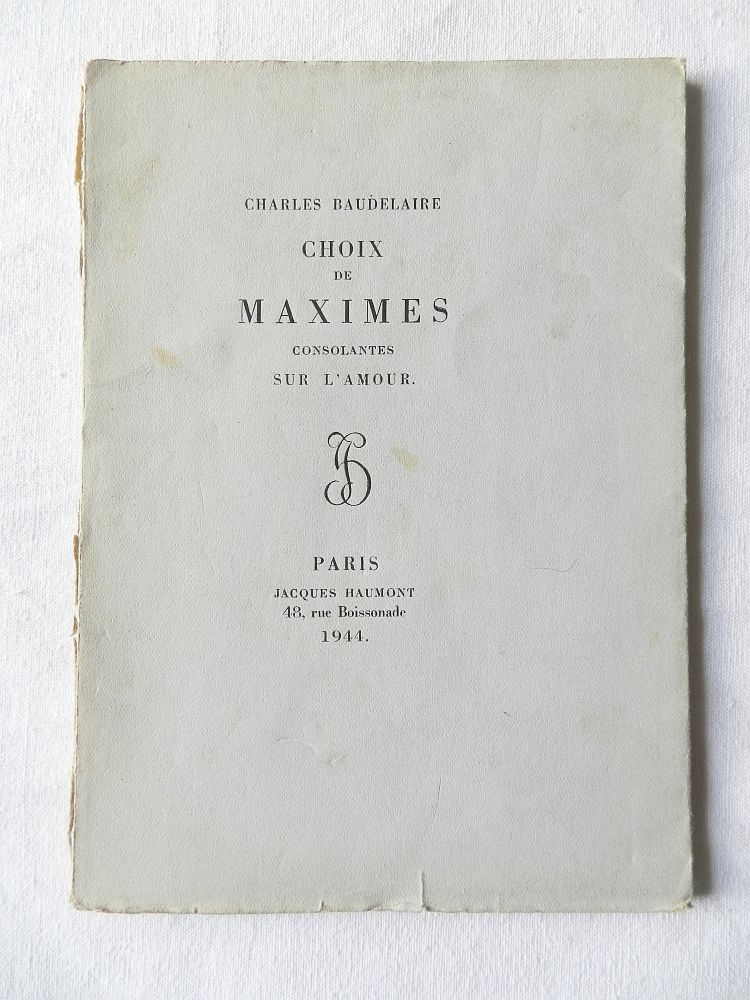 CHARLES BAUDELAIRE
CHOIX
DE
MAXIMES
CONSOLANTES
SUR L'AMOUR.
PARIS
JACQUES HAUMONT
48, rue Boissonade
1944.